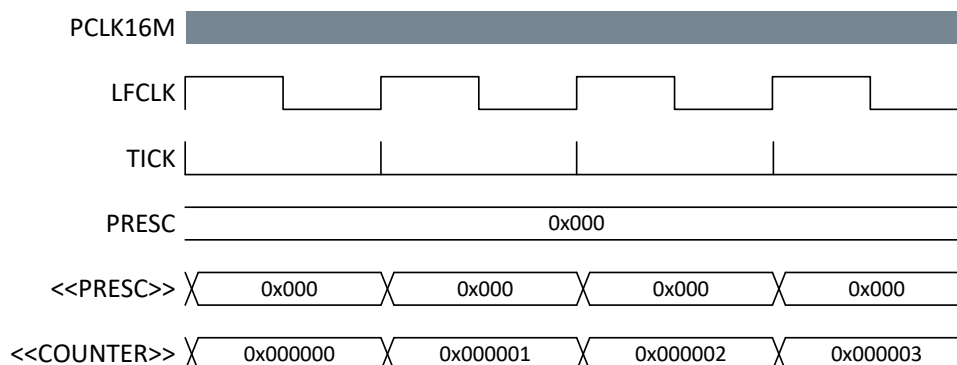 PCLK16M
LFCLK
TICK
PRESC 0x000
<<PRESC>> 0x000 0x000 0x000 0x000
<<COUNTER>> 0x000000 0x000001 0x000002 0x000003